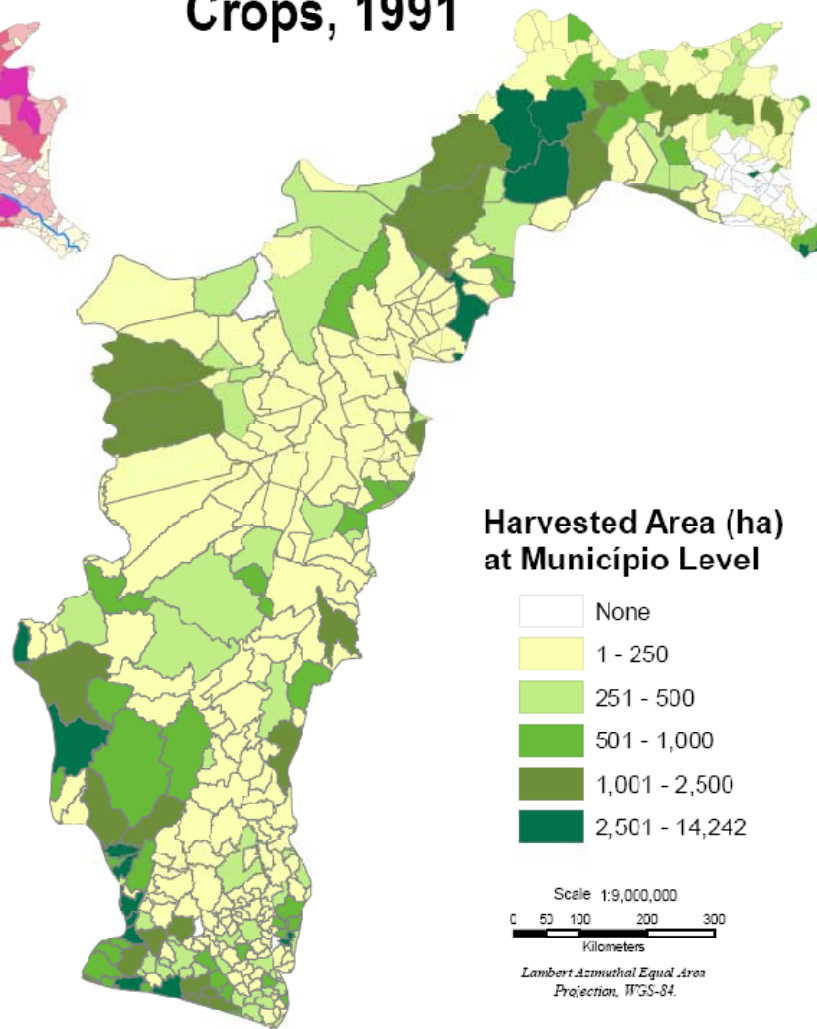 Crops, 1991
Harvested Area (ha)
at Município Level
None
1 - 250
251 - 500
501 - 1,000
1,001 - 2,500
2,501 - 14,242
Scale 1:9,000,000
0 50 100 200 300
Kilometers
Lambert Azimuthal Equal Area
Projection, WGS-84.